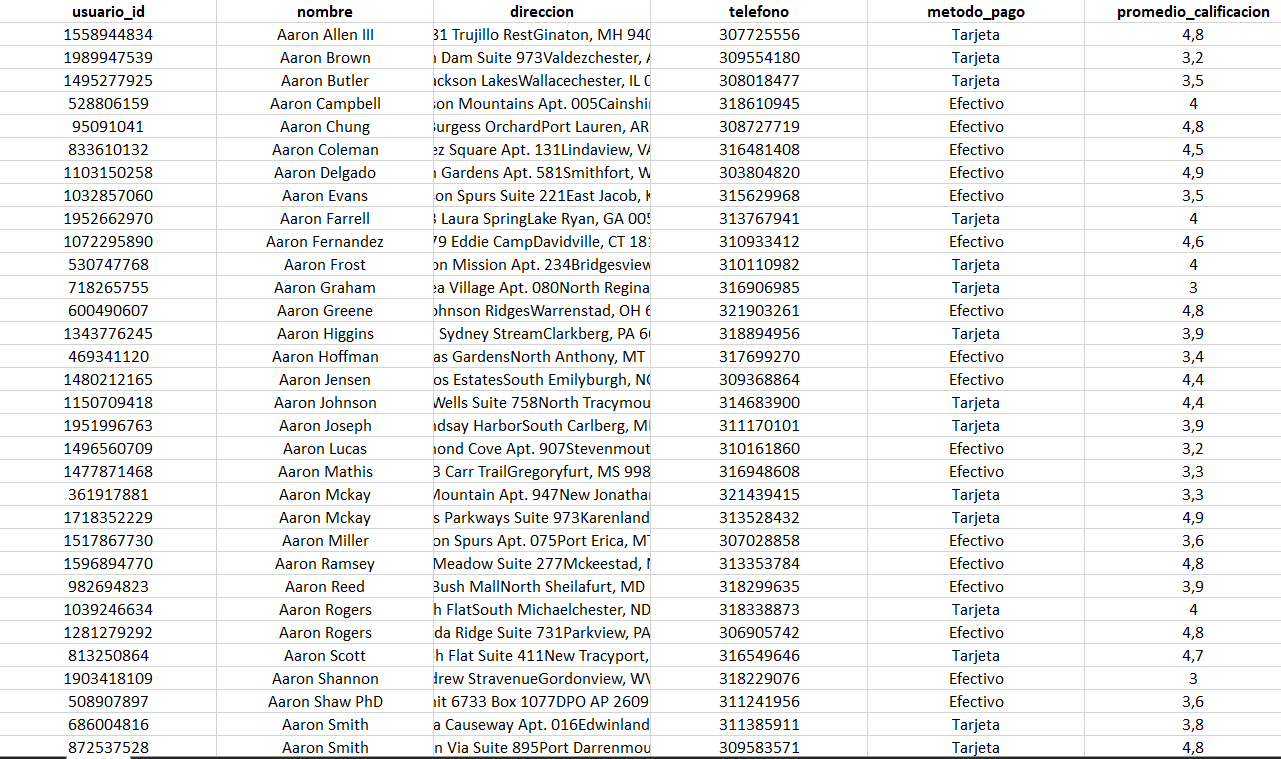 usuario_id nombre direccion telefono metodo_pago promedio_calificacion
1558944834 Aaron Allen III 31 Trujillo RestGinaton, MH 940 307725556 Tarjeta 4,8
1989947539 Aaron Brown Dam Suite 973Valdezchester, 309554180 Tarjeta 3,2
1495277925 Aaron Butler ackson LakesWallacechester, IL 308018477 Tarjeta 3,5
528806159 Aaron Campbell son Mountains Apt. 005Cainshi 318610945 Efectivo 4
95091041 Aaron Chung Burgess OrchardPort Lauren, AR 308727719 Efectivo 4,8
833610132 Aaron Coleman ez Square Apt. 131Lindaview, VA 316481408 Efectivo 4,5
1103150258 Aaron Delgado Gardens Apt. 581Smithfort, W 303804820 Efectivo 4,9
1032857060 Aaron Evans son Spurs Suite 221East Jacob, 315629968 Efectivo 3,5
1952662970 Aaron Farrell Laura SpringLake Ryan, GA 005 313767941 Tarjeta 4
1072295890 Aaron Fernandez 79 Eddie CampDavidville, CT 181 310933412 Efectivo 4,6
530747768 Aaron Frost on Mission Apt. 234Bridgesview 310110982 Tarjeta 4
718265755 Aaron Graham ea Village Apt. 080North Regina 316906985 Tarjeta 3
600490607 Aaron Greene ohnson RidgesWarrenstad, OH 6 321903261 Efectivo 4,8
1343776245 Aaron Higgins Sydney StreamClarkberg, PA 66 318894956 Tarjeta 3,9
469341120 Aaron Hoffman as GardensNorth Anthony, MT 317699270 Efectivo 3,4
1480212165 Aaron Jensen os EstatesSouth Emilyburgh, NC 309368864 Efectivo 4,4
1150709418 Aaron Johnson Wells Suite 758North Tracymou 314683900 Tarjeta 4,4
1951996763 Aaron Joseph ndsay HarborSouth Carlberg, 311170101 Tarjeta 3,9
1496560709 Aaron Lucas mond Cove Apt. 907Stevenmout 310161860 Efectivo 3,2
1477871468 Aaron Mathis 3 Carr TrailGregoryfurt, MS 998 316948608 Efectivo 3,3
361917881 Aaron Mckay Mountain Apt. 947New Jonatha 321439415 Tarjeta 3,3
1718352229 Aaron Mckay s Parkways Suite 973Karenland 313528432 Tarjeta 4,9
1517867730 Aaron Miller on Spurs Apt. 075Port Erica, MT 307028858 Efectivo 3,6
1596894770 Aaron Ramsey Meadow Suite 277Mckeestad, 313353784 Efectivo 4,8
982694823 Aaron Reed Bush MallNorth Sheilafurt, MD 318299635 Efectivo 3,9
1039246634 Aaron Rogers h FlatSouth Michaelchester, ND 318338873 Tarjeta 4
1281279292 Aaron Rogers da Ridge Suite 731Parkview, PA 306905742 Efectivo 4,8
813250864 Aaron Scott h Flat Suite 411New Tracyport, 316549646 Tarjeta 4,7
1903418109 Aaron Shannon drew StravenueGordonview, WV 318229076 Efectivo 3
508907897 Aaron Shaw PhD nit 6733 Box 1077DPO AP 2609 311241956 Efectivo 3,6
686004816 Aaron Smith a Causeway Apt. 016Edwinland 311385911 Tarjeta 3,8
872537528 Aaron Smith n Via Suite 895Port Darrenmou 309583571 Tarjeta 4,8